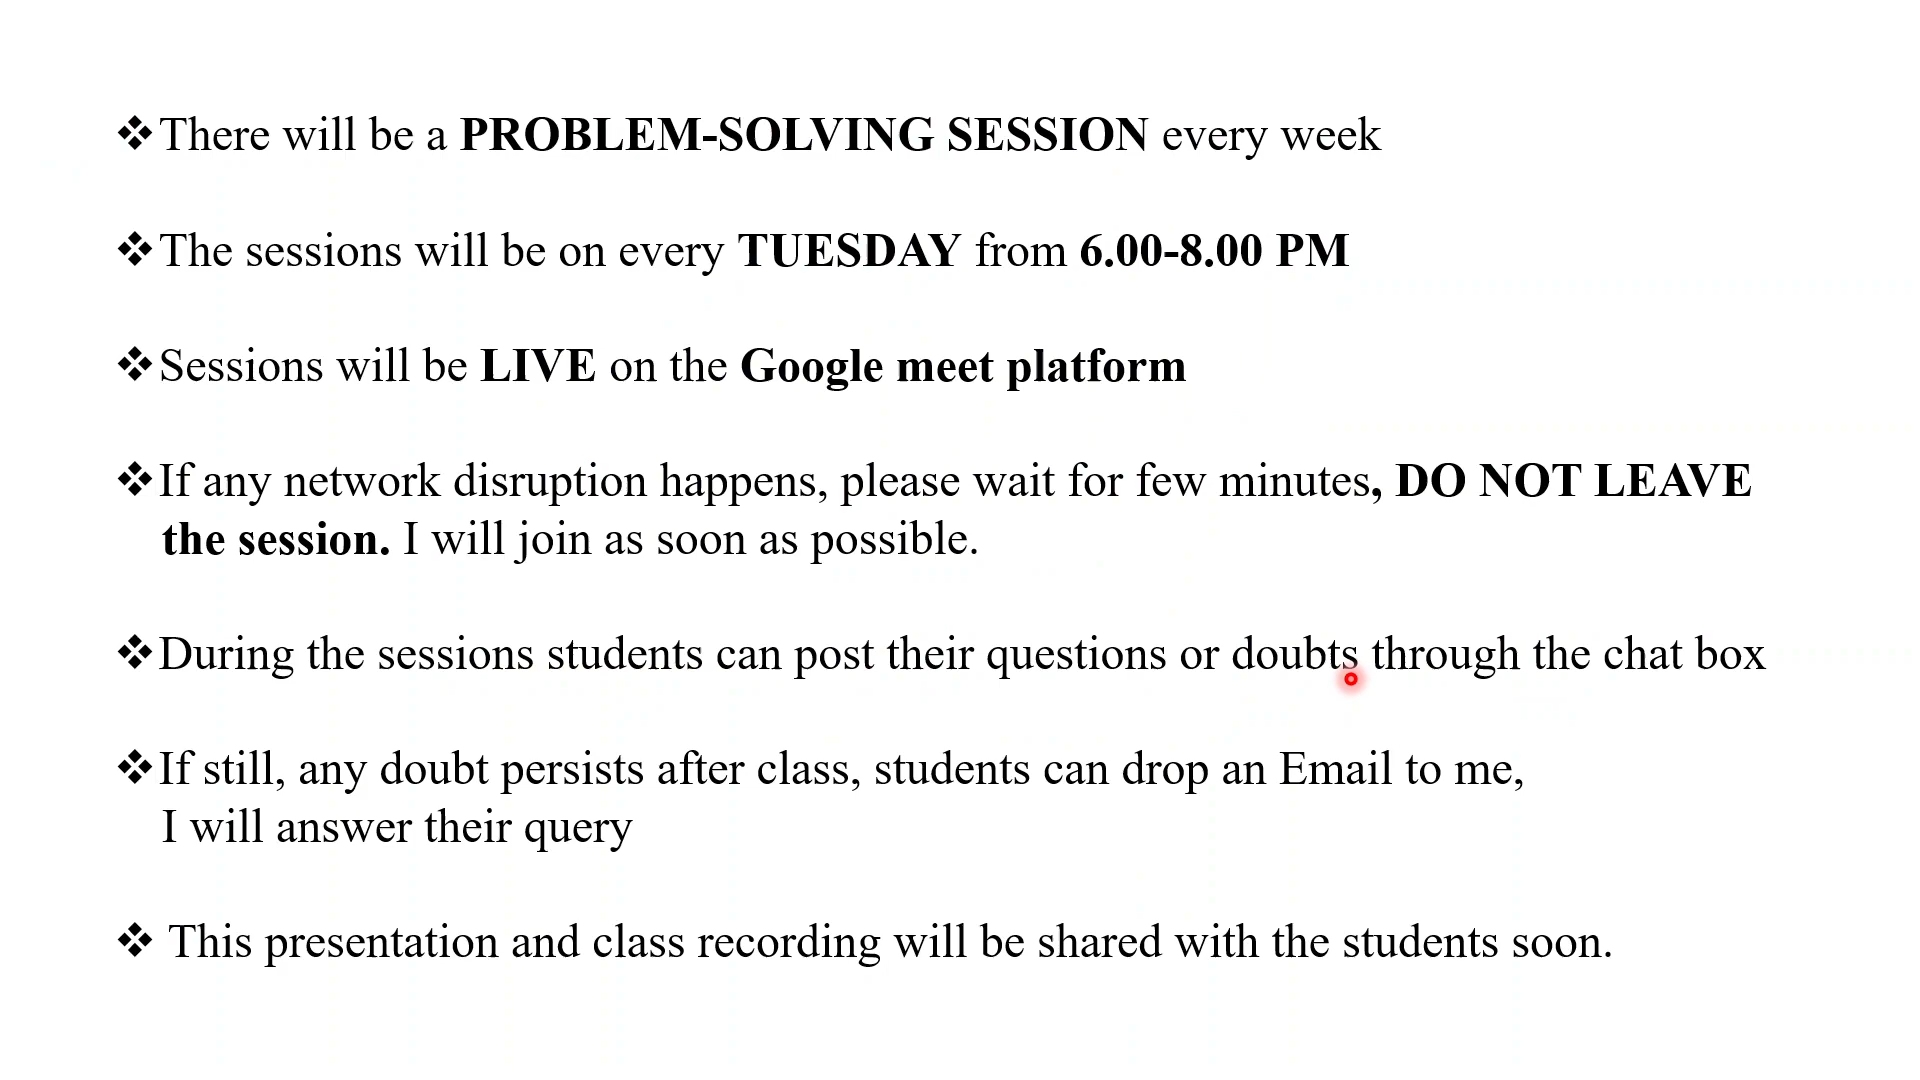 ❖There will be a PROBLEM-SOLVING SESSION every week
❖The sessions will be on every TUESDAY from 6.00-8.00 PM
❖Sessions will be LIVE on the Google meet platform
❖If any network disruption happens, please wait for few minutes, DO NOT LEAVE
the session. I will join as soon as possible.
❖During the sessions students can post their questions or doubts through the chat box
❖If still, any doubt persists after class, students can drop an Email to me,
I will answer their query
❖ This presentation and class recording will be shared with the students soon.